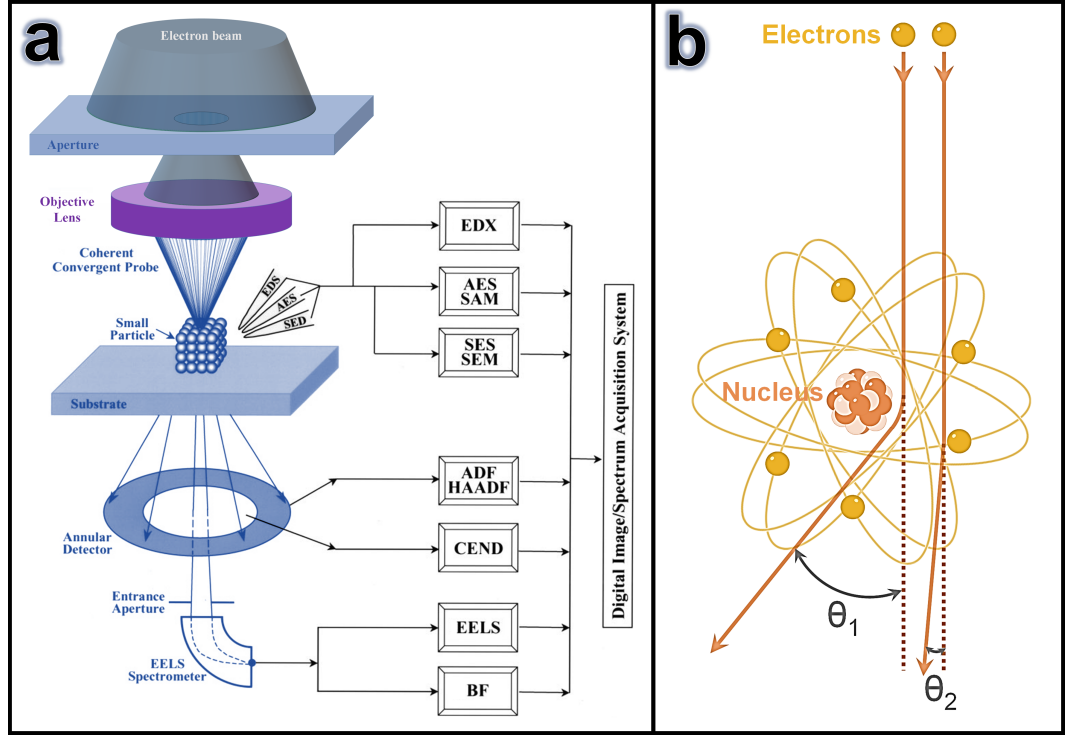 a
Electron beam
Aperture
Objective
Lens
Coherent
Convergent Probe
EDS
AES
SED
Small
Particle
Substrate
EDX
AES
SAM
SES
SEM
ADF
HAADF
CEND
EELS
BF
Digital Image/Spectrum Acquisition System
Annular
Detector
Entrance
Aperture
EELS
Spectrometer
b
Electrons
Nucleus
θ1
θ2